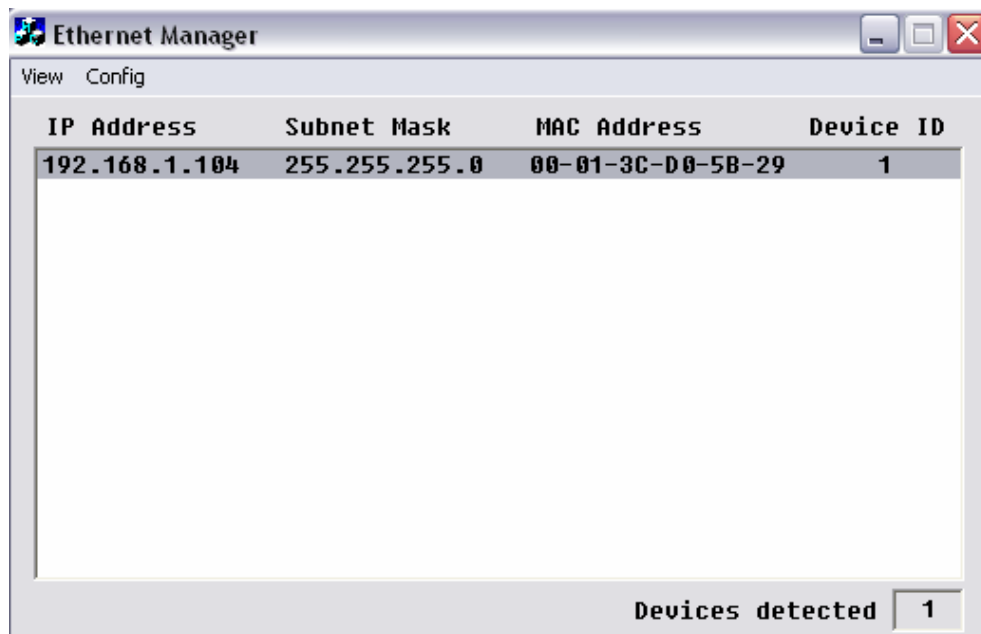 Ethernet Manager
View Config
IP Address Subnet Mask MAC Address Device ID
192.168.1.104 255.255.255.0 00-01-3C-D0-5B-29 1
Devices detected 1